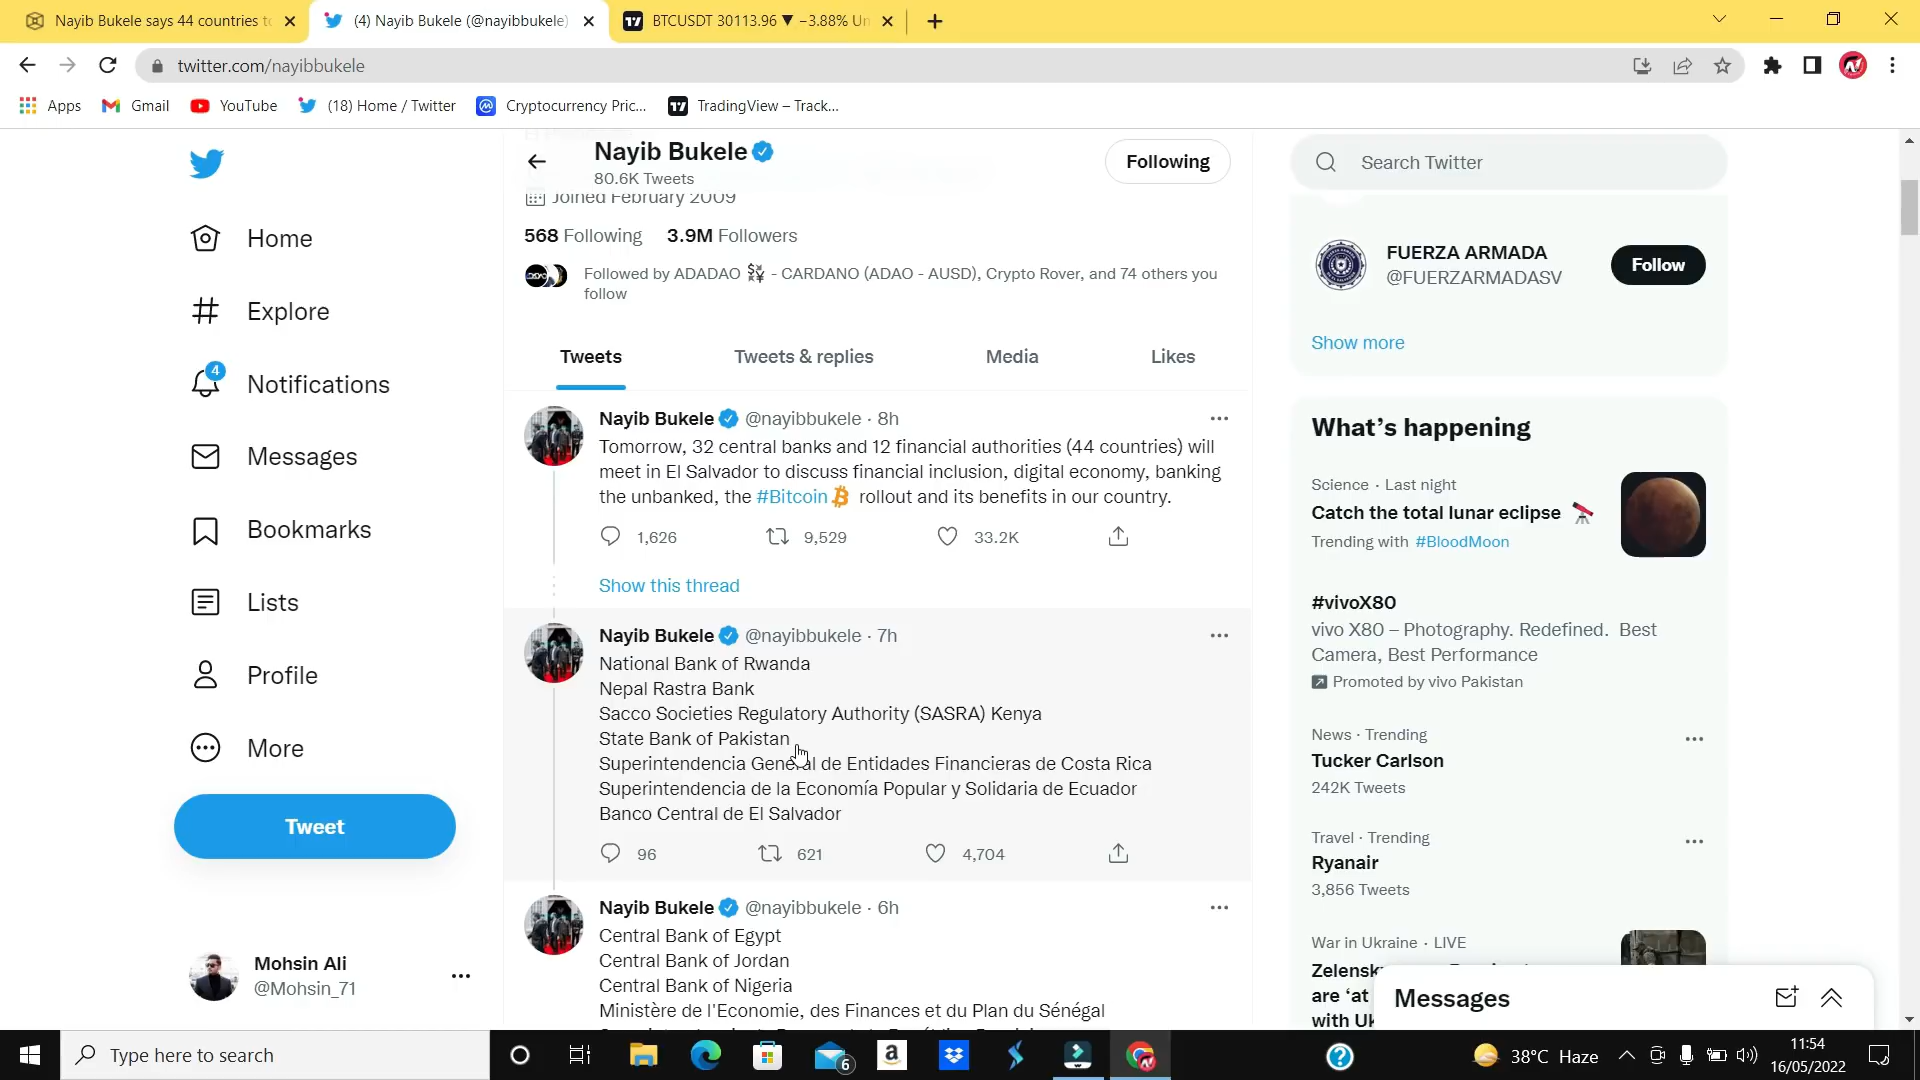 Nayib Bukele says 44 countries to
(4) Nayib Bukele (@nayibbukele)
BTCUSDT 30113.96 ▼ −3.88% Un
twitter.com/nayibbukele
Apps
Gmail
YouTube
(18) Home / Twitter
Cryptocurrency Pric...
TradingView – Track...
Nayib Bukele
80.6K Tweets
Following
Search Twitter
Joined February 2009
568 Following 3.9M Followers
Followed by ADADAO - CARDANO (ADAO - AUSD), Crypto Rover, and 74 others you
follow
Home
Explore
4
Notifications
Messages
Bookmarks
Lists
Profile
More
Tweet
Mohsin Ali
@Mohsin_71
Tweets
Tweets & replies
Media
Likes
Nayib Bukele @nayibbukele · 8h
Tomorrow, 32 central banks and 12 financial authorities (44 countries) will
meet in El Salvador to discuss financial inclusion, digital economy, banking
the unbanked, the #Bitcoin rollout and its benefits in our country.
1,626 9,529 33.2K
Show this thread
Nayib Bukele @nayibbukele · 7h
National Bank of Rwanda
Nepal Rastra Bank
Sacco Societies Regulatory Authority (SASRA) Kenya
State Bank of Pakistan
Superintendencia General de Entidades Financieras de Costa Rica
Superintendencia de la Economía Popular y Solidaria de Ecuador
Banco Central de El Salvador
96 621 4,704
Nayib Bukele @nayibbukele · 6h
Central Bank of Egypt
Central Bank of Jordan
Central Bank of Nigeria
Ministère de l'Economie, des Finances et du Plan du Sénégal
FUERZA ARMADA
@FUERZARMADASV
Follow
Show more
What's happening
Science · Last night
Catch the total lunar eclipse
Trending with #BloodMoon
#vivoX80
vivo X80 – Photography. Redefined. Best
Camera, Best Performance
Promoted by vivo Pakistan
News · Trending
Tucker Carlson
242K Tweets
Travel · Trending
Ryanair
3,856 Tweets
War in Ukraine · LIVE
are 'at
with
Messages
Type here to search
6
38°C Haze
11:54
16/05/2022